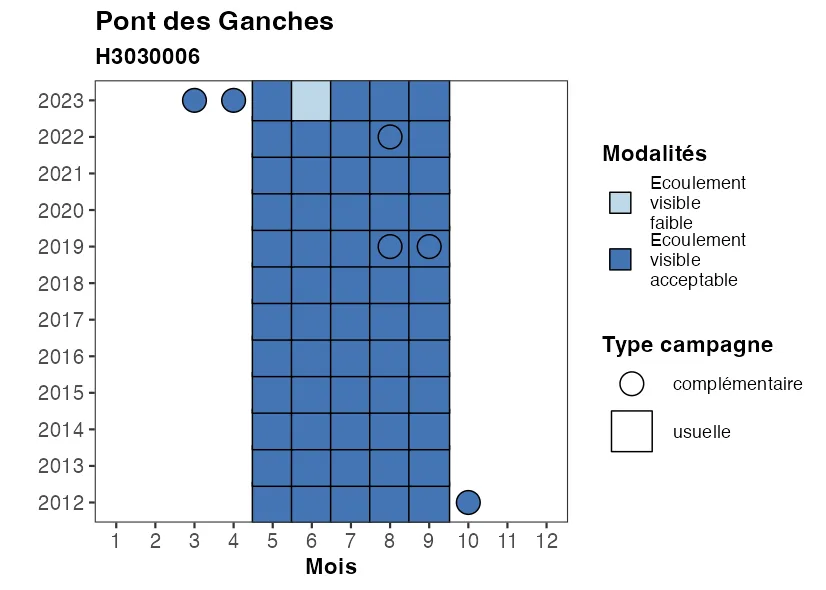 Pont des Ganches
H3030006
2023
2022
2021
2020
2019
2018
2017
2016
2015
2014
2013
2012
1 2 3 4 5 6 7 8 9 10 11 12
Mois
Modalités
Ecoulement
visible
faible
Ecoulement
visible
acceptable
Type campagne
complémentaire
usuelle